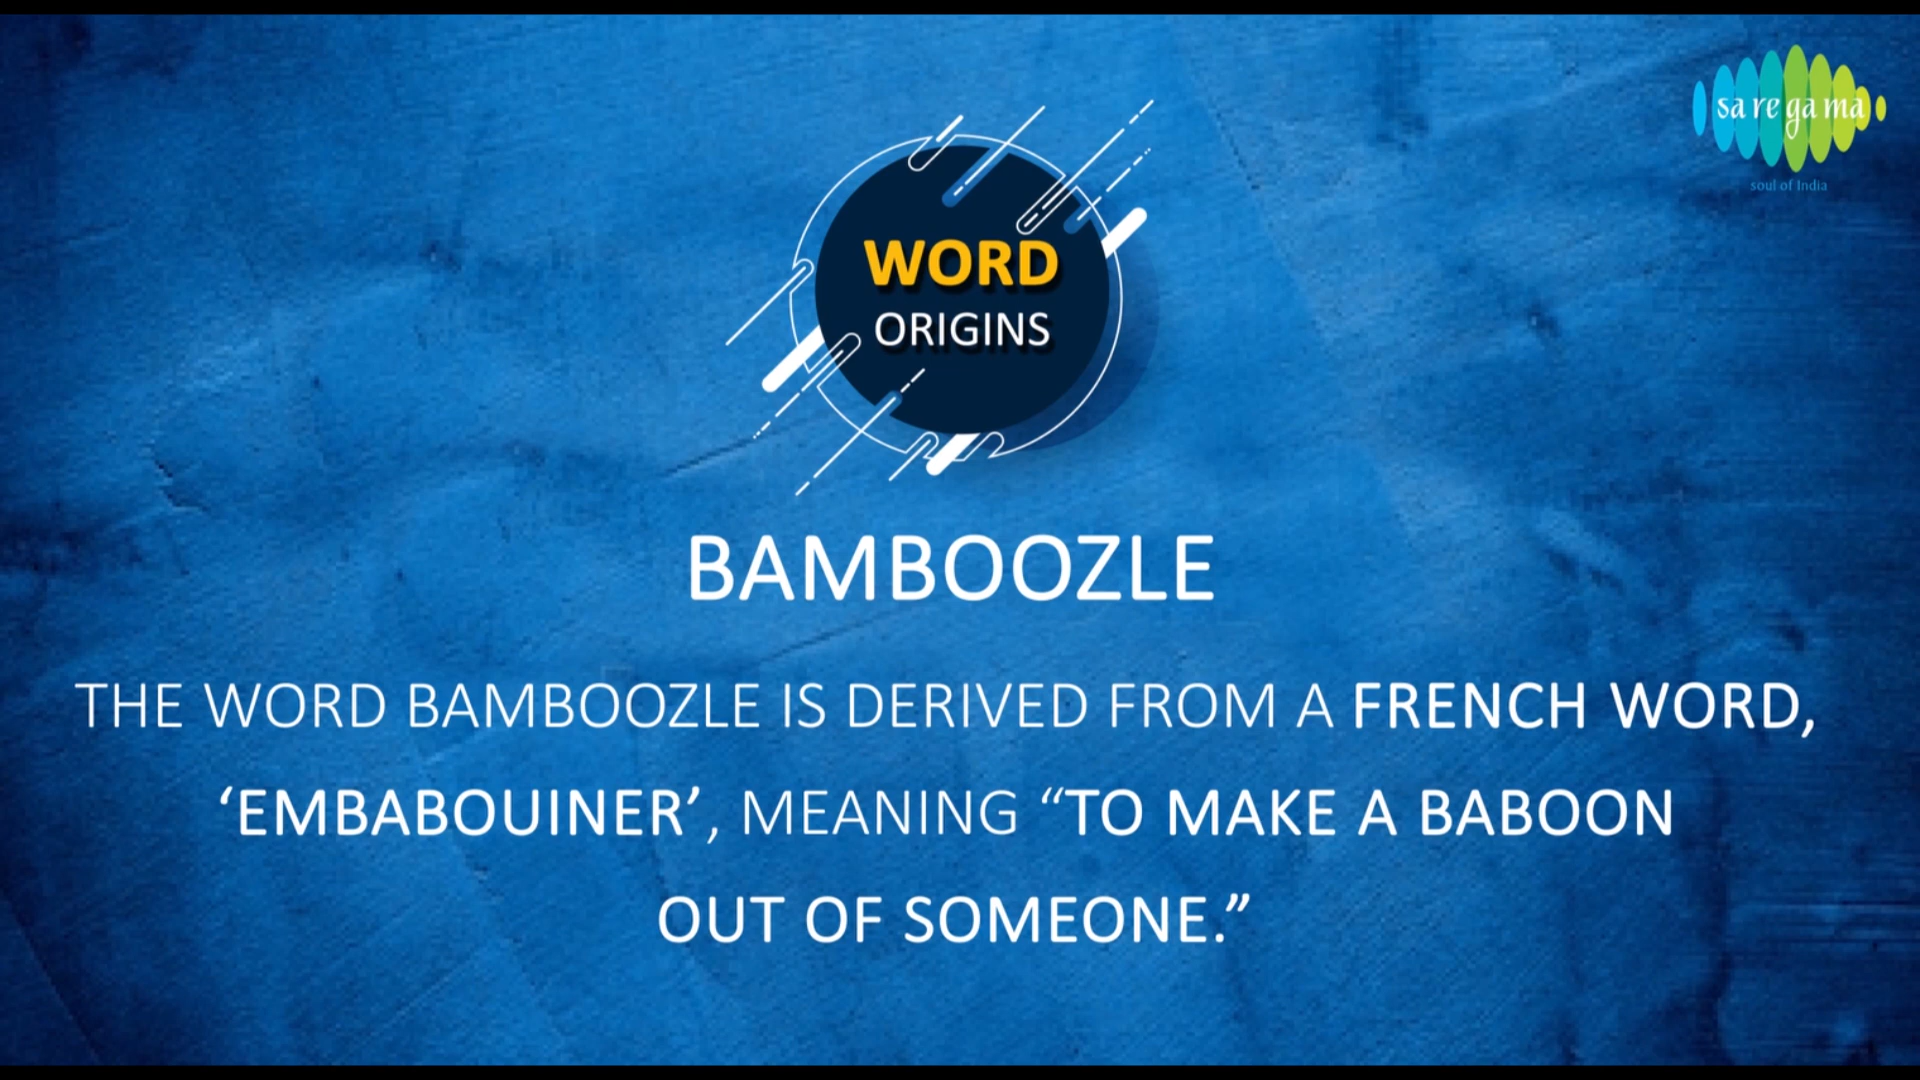 sa re ga ma
soul of India
WORD
ORIGINS
BAMBOOZLE
THE WORD BAMBOOZLE IS DERIVED FROM A FRENCH WORD,
‘EMBABOUINER’, MEANING “TO MAKE A BABOON
OUT OF SOMEONE.”